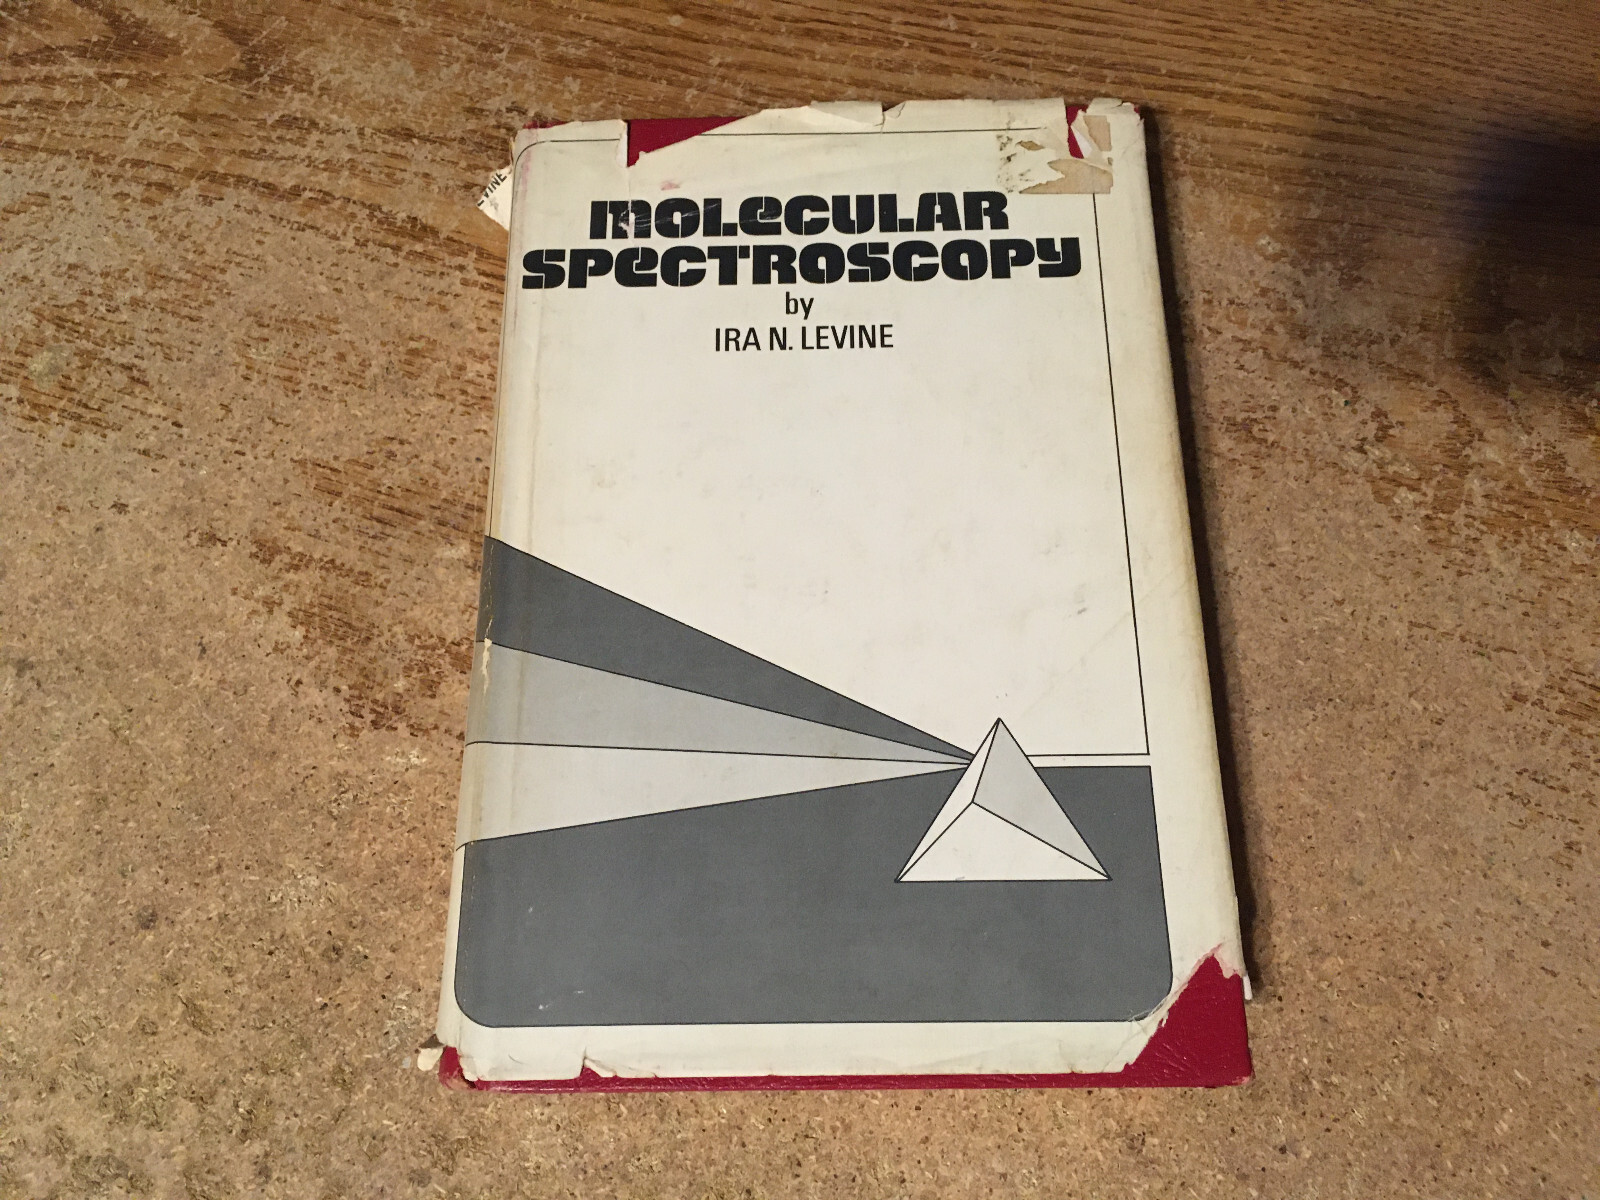 MOLeCULAR
SPeCTROSCOPy
by
IRA N. LEVINE